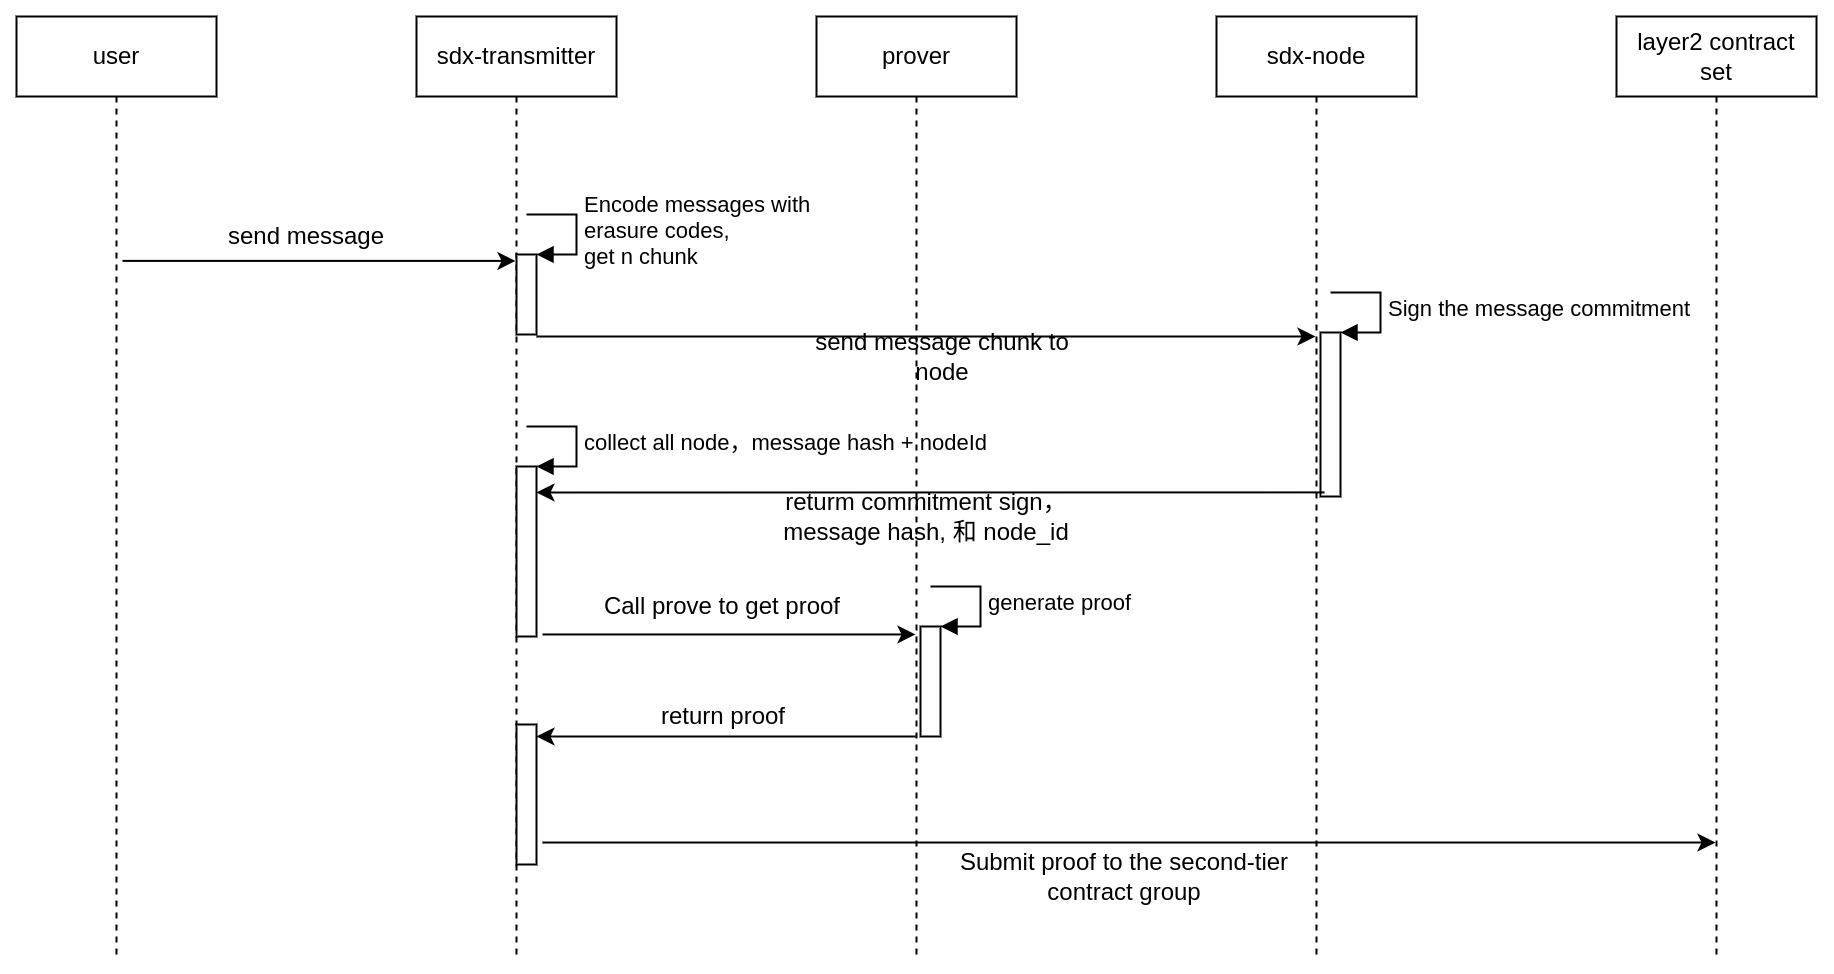 user
sdx-transmitter
prover
sdx-node
layer2 contract
set
Encode messages with
erasure codes,
get n chunk
send message
Sign the message commitment
send message chunk to
node
collect all node，message hash + nodeId
returm commitment sign，
message hash, 和 node_id
Call prove to get proof
generate proof
return proof
Submit proof to the second-tier
contract group